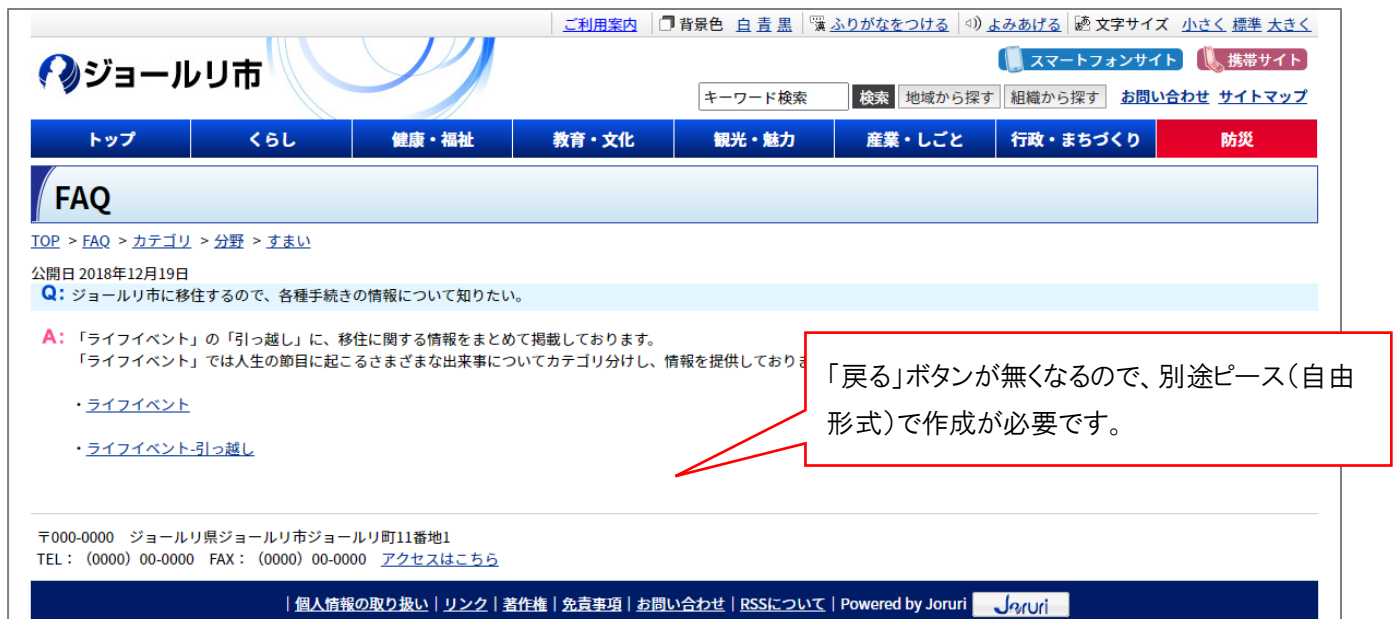 ご利用案内 背景色 白 青 黒 ふりがなをつける よみあげる 文字サイズ 小さく 標準 大きく
ジョールリ市
スマートフォンサイト 携帯サイト
キーワード検索 検索 地域から探す 組織から探す お問い合わせ サイトマップ
トップ くらし 健康・福祉 教育・文化 観光・魅力 産業・しごと 行政・まちづくり 防災
FAQ
TOP > FAQ > カテゴリ > 分野 > すまい
公開日 2018年12月19日
Q: ジョールリ市に移住するので、各種手続きの情報について知りたい。
A: 「ライフイベント」の「引っ越し」に、移住に関する情報をまとめて掲載しております。
「ライフイベント」では人生の節目に起こるさまざまな出来事についてカテゴリ分けし、情報を提供しておりま
・ライフイベント
・ライフイベント-引っ越し
「戻る」ボタンが無くなるので、別途ピース（自由
形式）で作成が必要です。
〒000-0000 ジョールリ県ジョールリ市ジョールリ町11番地1
TEL：（0000）00-0000 FAX：（0000）00-0000 アクセスはこちら
｜個人情報の取り扱い｜リンク｜著作権｜免責事項｜お問い合わせ｜RSSについて｜Powered by Joruri Joruri